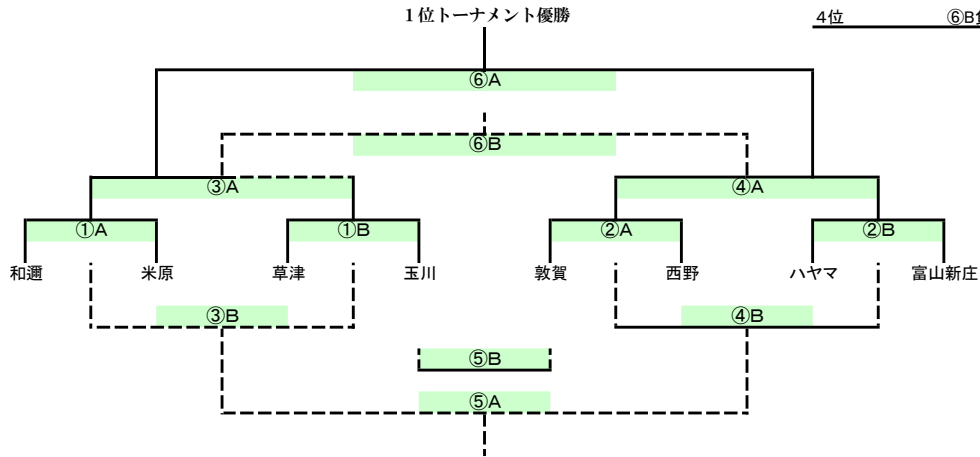 1位トーナメント優勝
4位 ⑥B
⑥A
⑥B
③A ④A
①A ①B ②A ②B
和邇 米原 草津 玉川 敦賀 西野 ハヤマ 富山新庄
③B ④B
⑤B
⑤A